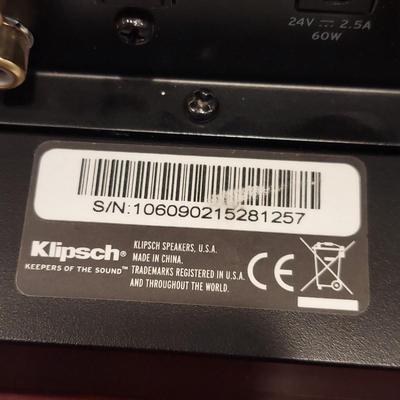 24V ⎓ 2.5A
60W
S/N:106090215281257
Klipsch®
KEEPERS OF THE SOUND™
KLIPSCH SPEAKERS, U.S.A.
MADE IN CHINA.
TRADEMARKS REGISTERED IN U.S.A.
AND THROUGHOUT THE WORLD.
CE